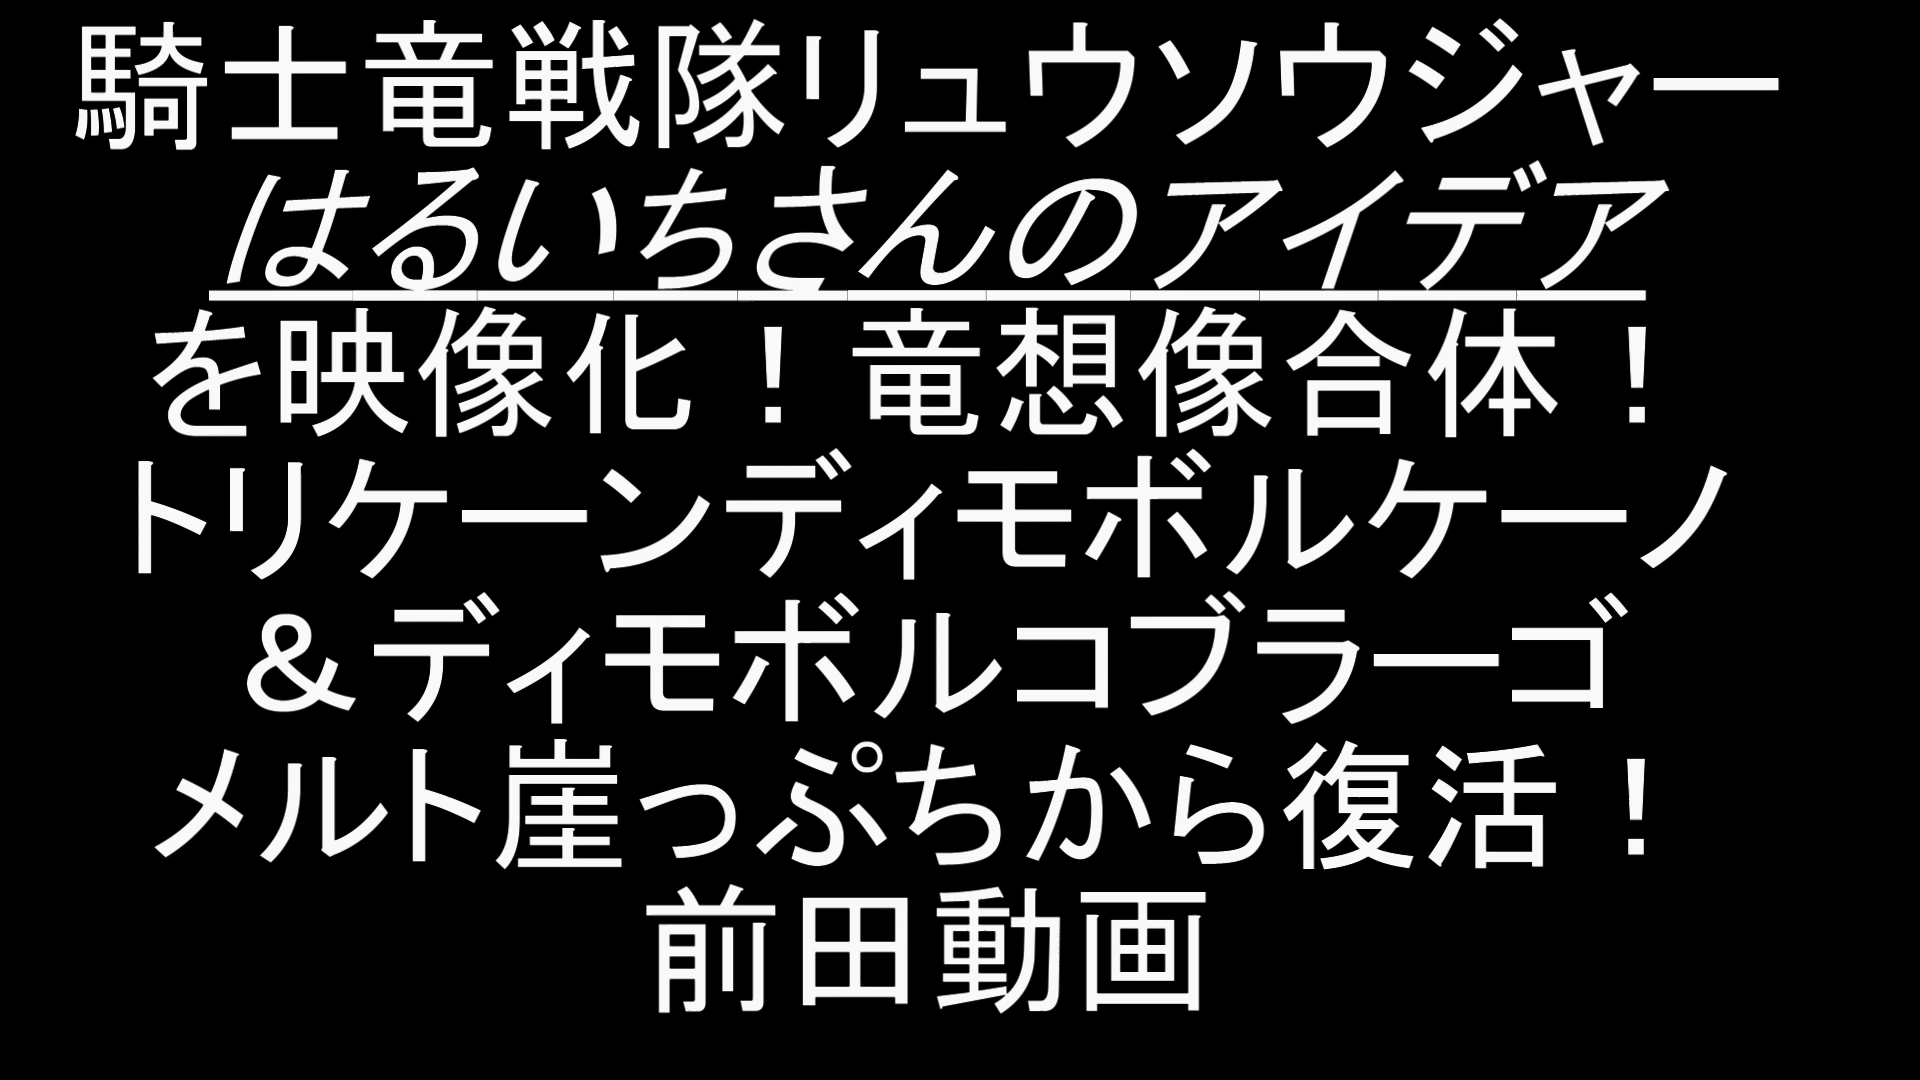 騎士竜戦隊リュウソウジャー
はるいちさんのアイデア
を映像化！竜想像合体！
トリケーンディモボルケーノ
＆ディモボルコブラーゴ
メルト崖っぷちから復活！
前田動画